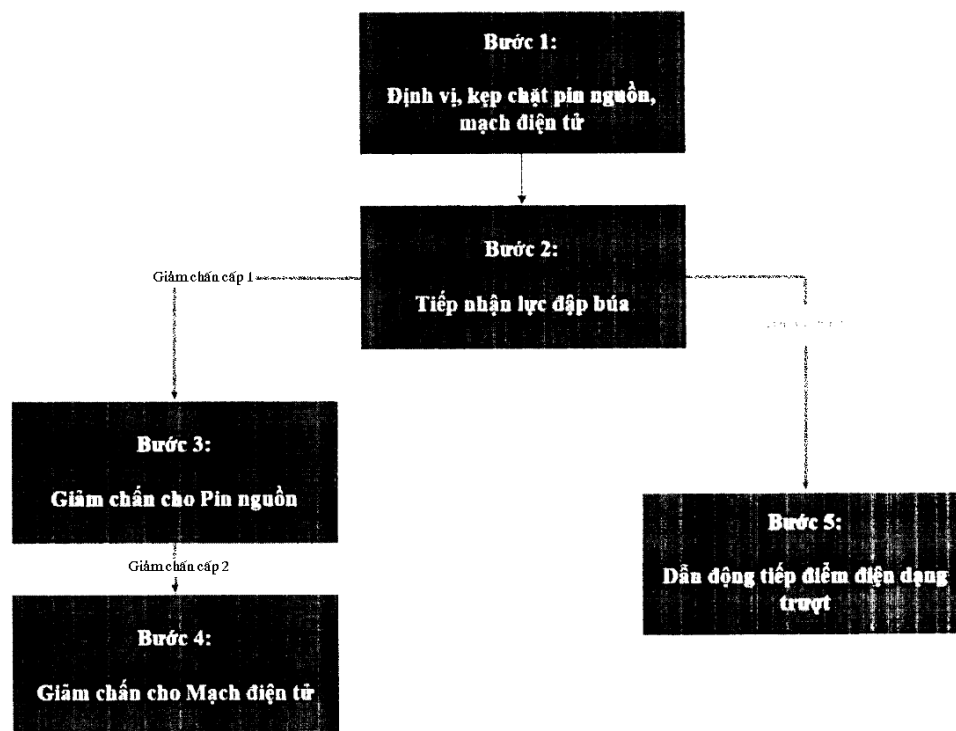 Bước 1:
Định vị, kẹp chặt pin nguồn,
mạch điện tử
Bước 2:
Tiếp nhận lực đập búa
Giảm chấn cấp 1
Bước 3:
Giảm chấn cho Pin nguồn
Giảm chấn cấp 2
Bước 4:
Giảm chấn cho Mạch điện tử
Bước 5:
Dẫn động tiếp điểm điện dạng
trượt